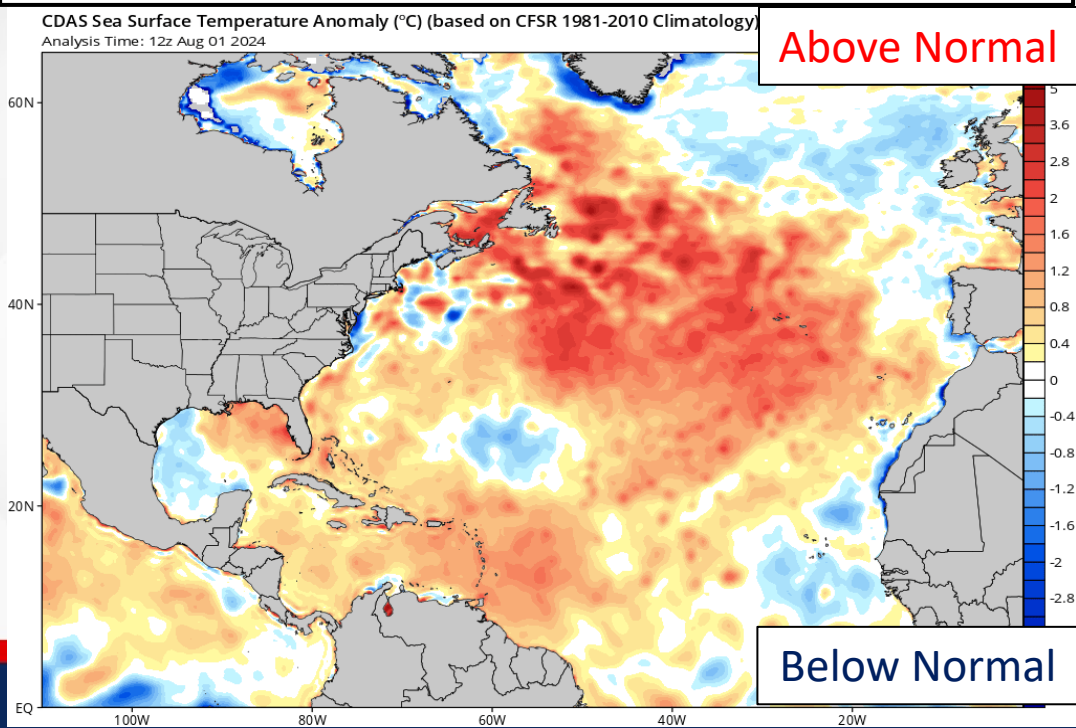 CDAS Sea Surface Temperature Anomaly (°C) (based on CFSR 1981-2010 Climatology)
Analysis Time: 12z Aug 01 2024
Above Normal
60N
40N
20N
EQ
100W
80W
60W
40W
20W
5
3.6
2.8
2
1.6
1.2
0.8
0.4
0
-0.4
-0.8
-1.2
-1.6
-2
-2.8
Below Normal